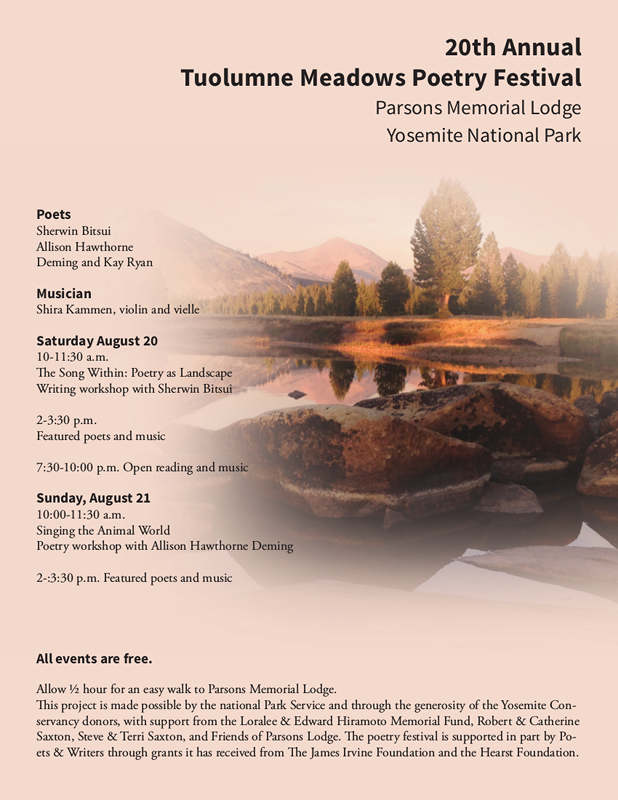 20th Annual
Tuolumne Meadows Poetry Festival
Parsons Memorial Lodge
Yosemite National Park
Poets
Sherwin Bitsui
Allison Hawthorne
Deming and Kay Ryan
Musician
Shira Kammen, violin and vielle
Saturday August 20
10-11:30 a.m.
The Song Within: Poetry as Landscape
Writing workshop with Sherwin Bitsui
2-3:30 p.m.
Featured poets and music
7:30-10:00 p.m. Open reading and music
Sunday, August 21
10:00-11:30 a.m.
Singing the Animal World
Poetry workshop with Allison Hawthorne Deming
2-:3:30 p.m. Featured poets and music
All events are free.
Allow ½ hour for an easy walk to Parsons Memorial Lodge.
This project is made possible by the national Park Service and through the generosity of the Yosemite Con-
servancy donors, with support from the Loralee & Edward Hiramoto Memorial Fund, Robert & Catherine
Saxton, Steve & Terri Saxton, and Friends of Parsons Lodge. The poetry festival is supported in part by Po-
ets & Writers through grants it has received from The James Irvine Foundation and the Hearst Foundation.